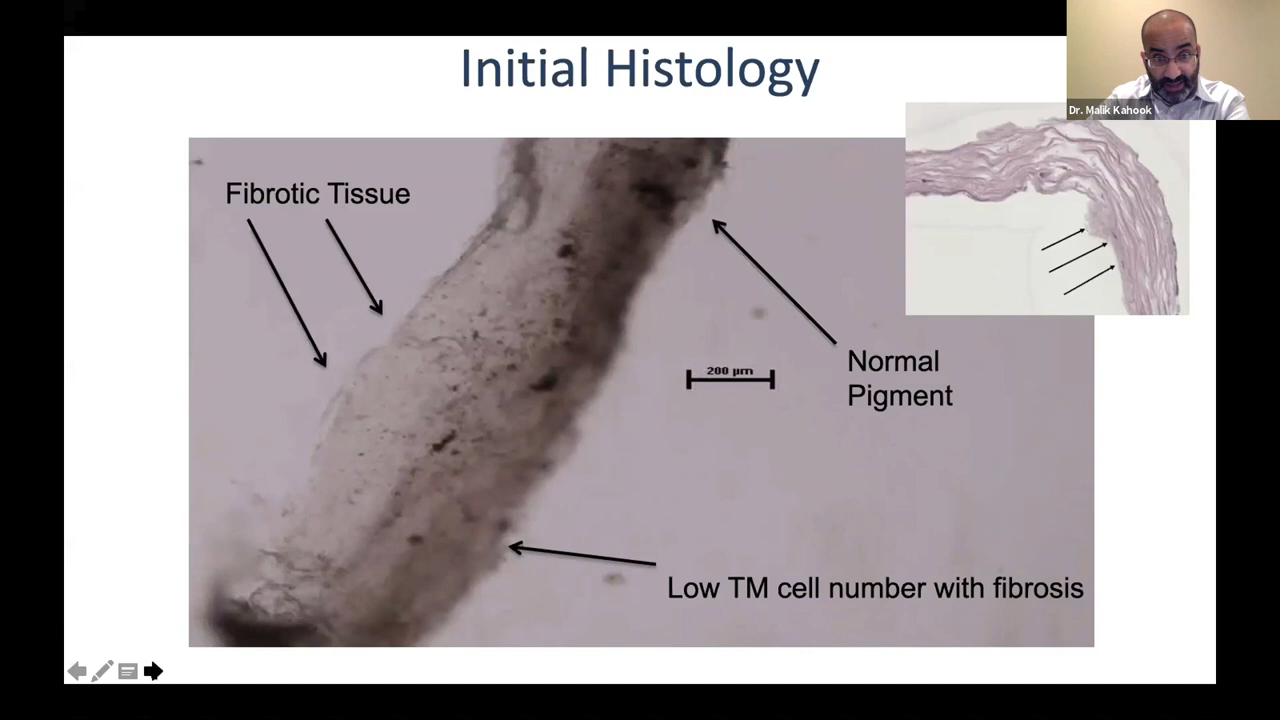 Initial Histology
Dr. Malik Kahook
Fibrotic Tissue
200 µm
Normal
Pigment
Low TM cell number with fibrosis